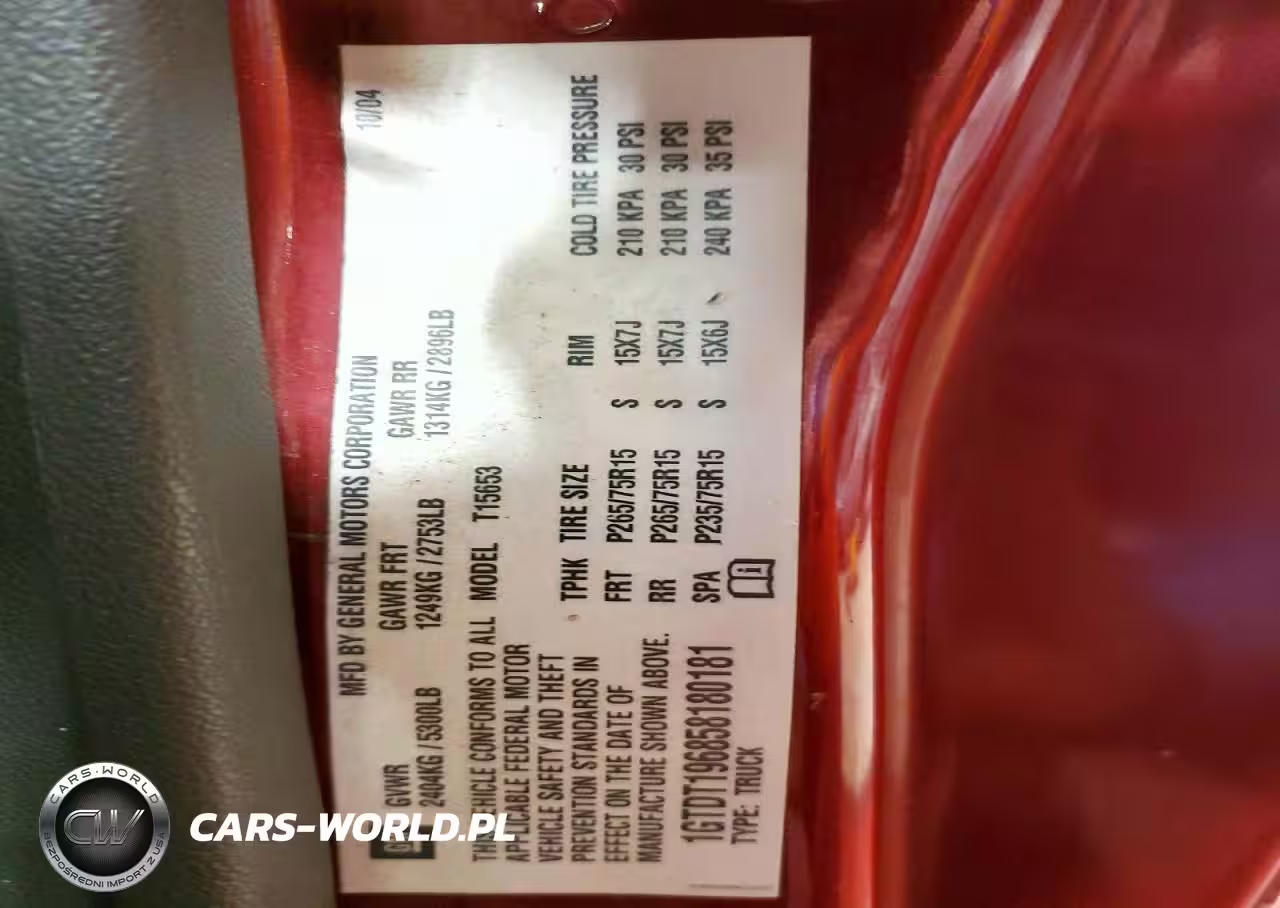 MFD BY GENERAL MOTORS CORPORATION 10/04
GVWR GAWR FRT GAWR RR
2404KG / 5300LB 1249KG / 2753LB 1314KG / 2896LB
VEHICLE CONFORMS TO ALL MODEL T15653
APPLICABLE FEDERAL MOTOR
VEHICLE SAFETY AND THEFT
PREVENTION STANDARDS IN
EFFECT ON THE DATE OF
MANUFACTURE SHOWN ABOVE.
1GTDT196858180181
TYPE: TRUCK
TPHK TIRE SIZE RIM COLD TIRE PRESSURE
FRT P265/75R15 S 15X7J 210 KPA 30 PSI
RR P265/75R15 S 15X7J 210 KPA 30 PSI
SPA P235/75R15 S 15X6J 240 KPA 35 PSI
CARS-WORLD
CW
BEZPOŚREDNI IMPORT Z USA
CARS-WORLD.PL